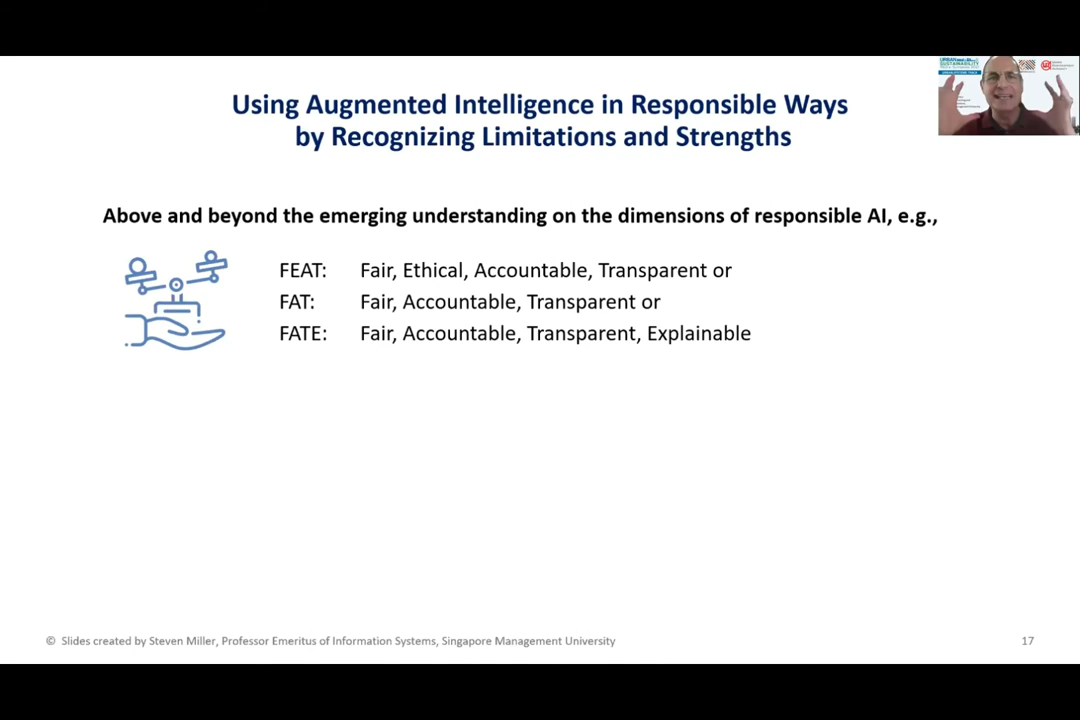 Using Augmented Intelligence in Responsible Ways
by Recognizing Limitations and Strengths
Above and beyond the emerging understanding on the dimensions of responsible AI, e.g.,
FEAT: Fair, Ethical, Accountable, Transparent or
FAT: Fair, Accountable, Transparent or
FATE: Fair, Accountable, Transparent, Explainable
© Slides created by Steven Miller, Professor Emeritus of Information Systems, Singapore Management University
17
SUSTAINABILITY